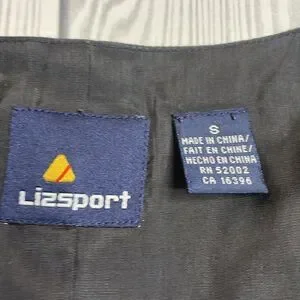 Lizsport
S
MADE IN CHINA/
FAIT EN CHINE/
HECHO EN CHINA
RN 52002
CA 16396